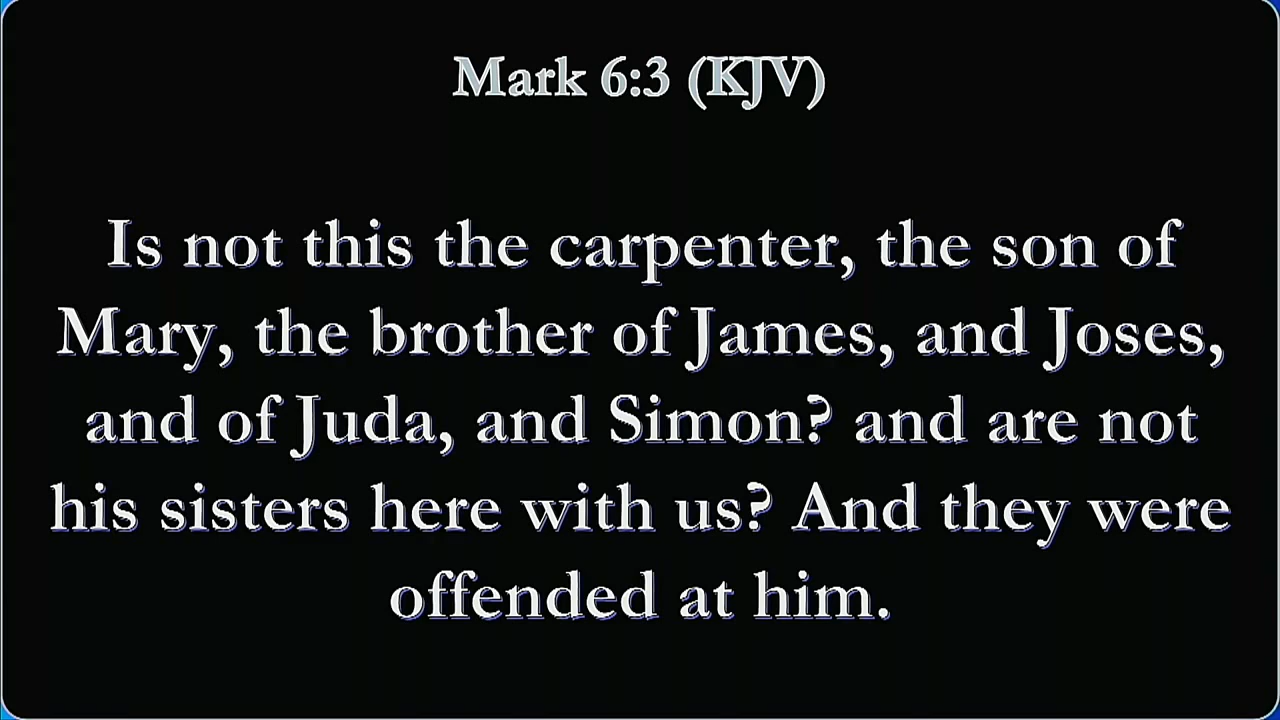 Mark 6:3 (KJV)
Is not this the carpenter, the son of
Mary, the brother of James, and Joses,
and of Juda, and Simon? and are not
his sisters here with us? And they were
offended at him.